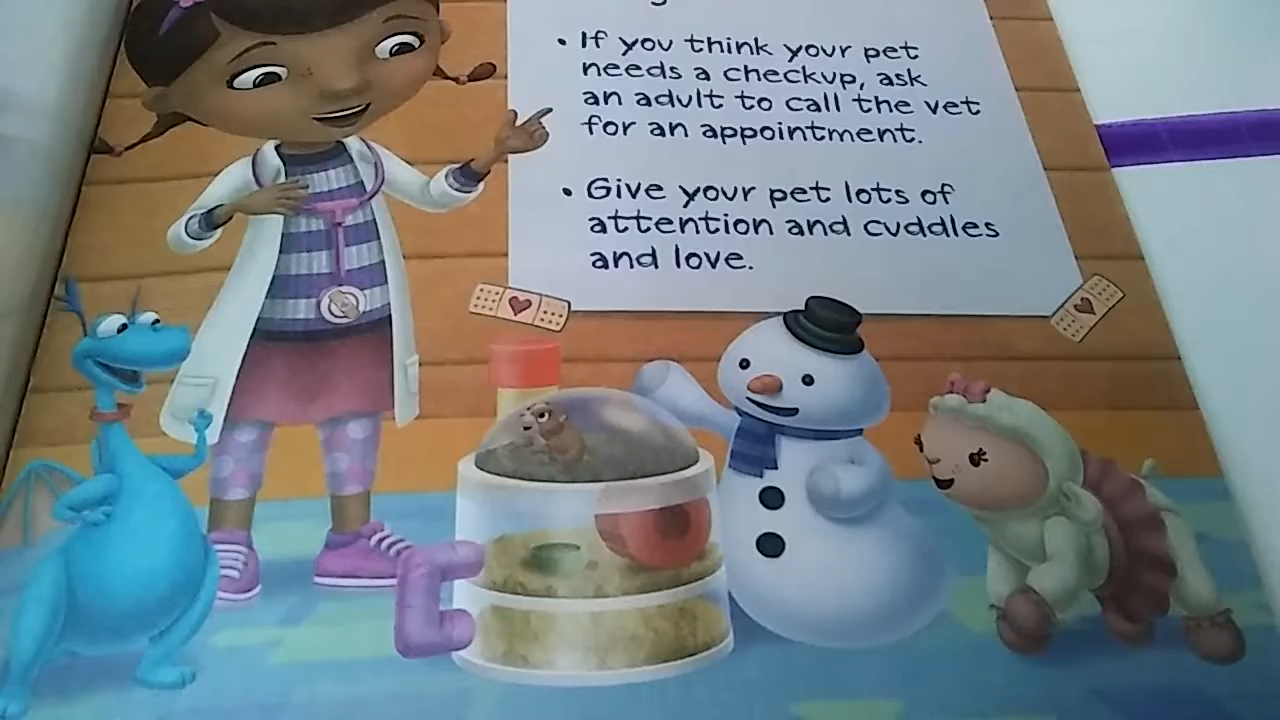 • If you think your pet
needs a checkup, ask
an adult to call the vet
for an appointment.
• Give your pet lots of
attention and cuddles
and love.